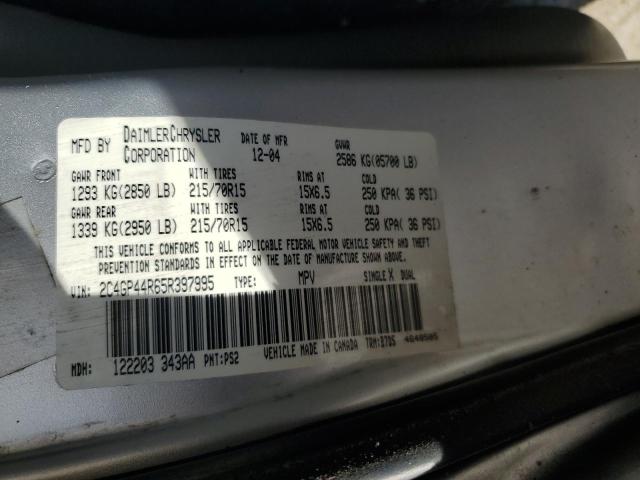 MFD BY DAIMLERCHRYSLER CORPORATION DATE OF MFR 12-04 GVWR 2586 KG(05700 LB)
GAWR FRONT WITH TIRES RIMS AT COLD
1293 KG(2850 LB) 215/70R15 15X6.5 250 KPA( 36 PSI)
GAWR REAR WITH TIRES RIMS AT COLD
1339 KG(2950 LB) 215/70R15 15X6.5 250 KPA( 36 PSI)
THIS VEHICLE CONFORMS TO ALL APPLICABLE FEDERAL MOTOR VEHICLE SAFETY AND THEFT
PREVENTION STANDARDS IN EFFECT ON THE DATE OF MANUFACTURE SHOWN ABOVE.
VIN: 2C4GP44R65R397995 TYPE: MPV SINGLE X DUAL
MDH: 122203 343AA PNT:PS2 VEHICLE MADE IN CANADA TRM:B7DS